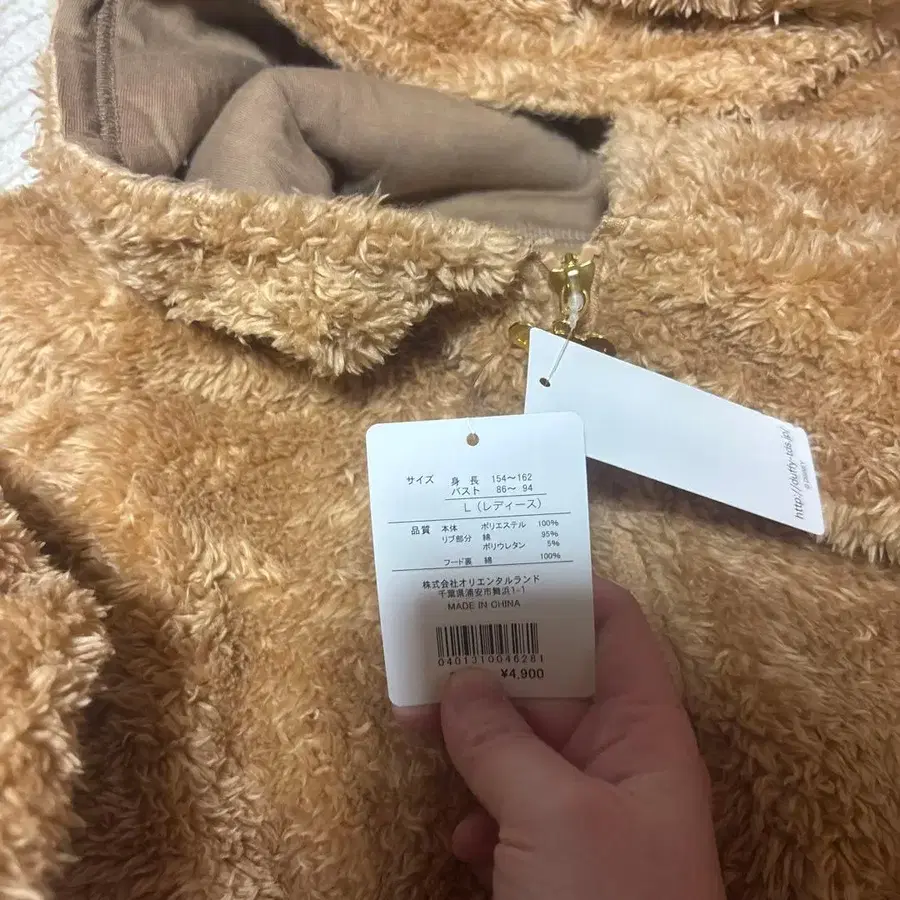 サイズ 身長 154～162
バスト 86～ 94
L (レディース)
品質 本体 ポリエステル 100%
リブ部分 綿 95%
ポリウレタン 5%
フード裏 綿 100%
株式会社オリエンタルランド
千葉県浦安市舞浜1-1
MADE IN CHINA
0401310046281
¥4,900
http://duffy-tds.jp/
© DISNEY